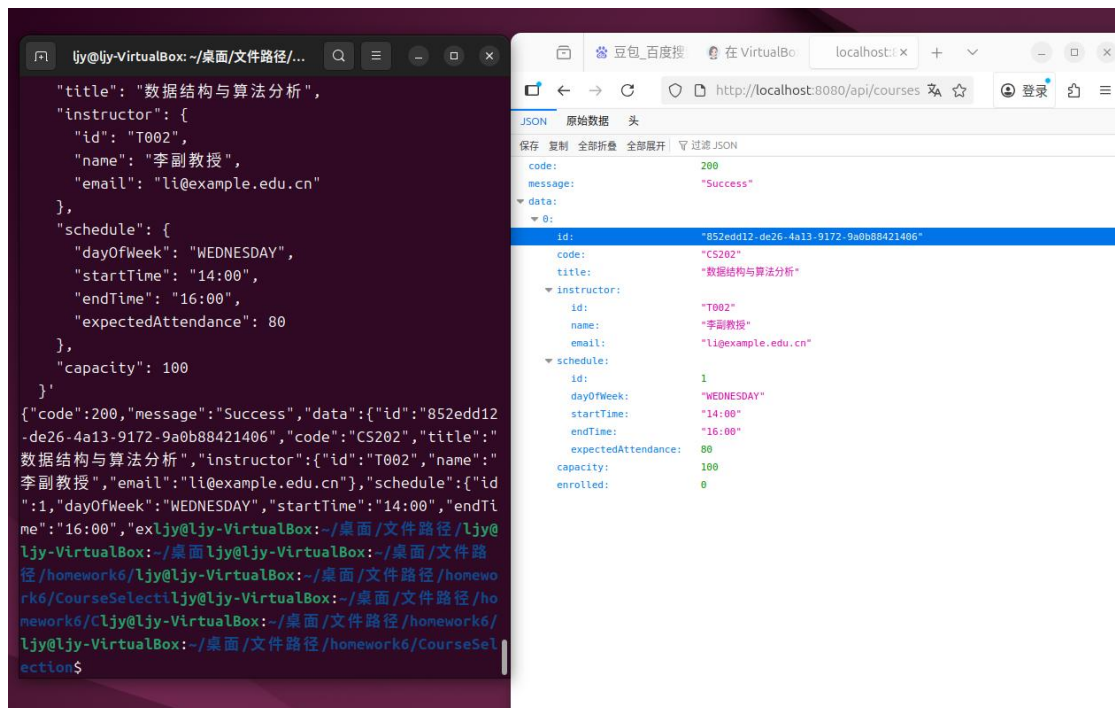 ljy@ljy-VirtualBox: ~/桌面/文件路径/...
"title": "数据结构与算法分析",
"instructor": {
"id": "T002",
"name": "李副教授",
"email": "li@example.edu.cn"
},
"schedule": {
"dayOfWeek": "WEDNESDAY",
"startTime": "14:00",
"endTime": "16:00",
"expectedAttendance": 80
},
"capacity": 100
}'
{"code":200,"message":"Success","data":{"id":"852edd12
-de26-4a13-9172-9a0b88421406","code":"CS202","title":"
数据结构与算法分析","instructor":{"id":"T002","name":"
李副教授","email":"li@example.edu.cn"},"schedule":{"id
":1,"dayOfWeek":"WEDNESDAY","startTime":"14:00","endTi
me":"16:00","exljy@ljy-VirtualBox:~/桌面/文件路径/ljy@
ljy-VirtualBox:~/桌面ljy@ljy-VirtualBox:~/桌面/文件路
径/homework6/ljy@ljy-VirtualBox:~/桌面/文件路径/homewo
rk6/CourseSelectiljy@ljy-VirtualBox:~/桌面/文件路径/ho
mework6/Cljy@ljy-VirtualBox:~/桌面/文件路径/homework6/
ljy@ljy-VirtualBox:~/桌面/文件路径/homework6/CourseSel
ection$
豆包_百度搜 在 VirtualBo localhost:
http://localhost:8080/api/courses 登录
JSON 原始数据 头
保存 复制 全部折叠 全部展开 过滤 JSON
code: 200
message: "Success"
data:
0:
id: "852edd12-de26-4a13-9172-9a0b88421406"
code: "CS202"
title: "数据结构与算法分析"
instructor:
id: "T002"
name: "李副教授"
email: "li@example.edu.cn"
schedule:
id: 1
dayOfWeek: "WEDNESDAY"
startTime: "14:00"
endTime: "16:00"
expectedAttendance: 80
capacity: 100
enrolled: 0